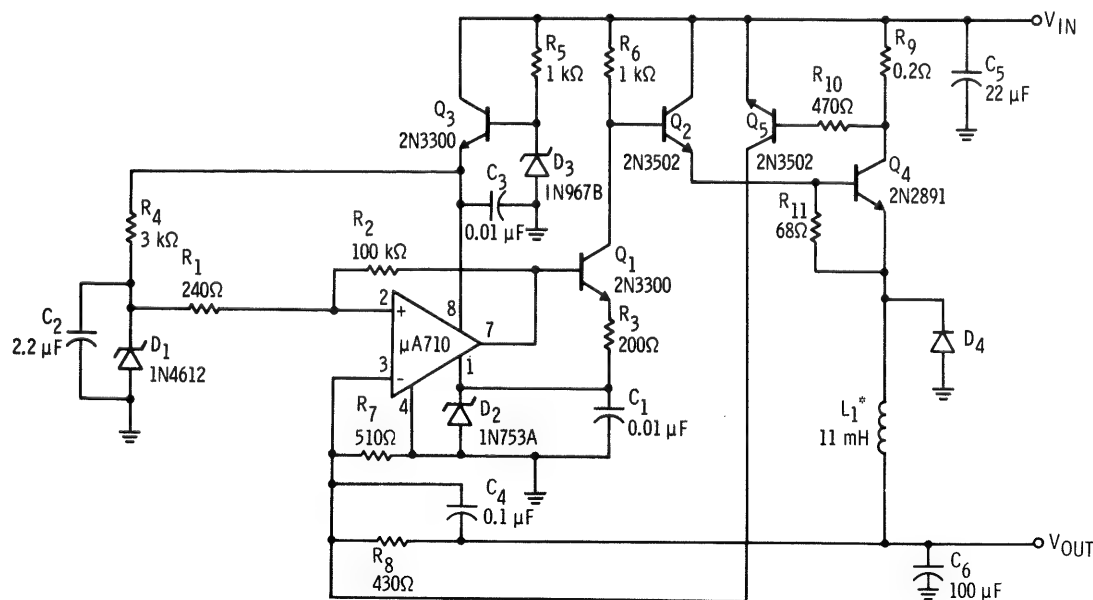 V_IN
R5
1 kΩ
R6
1 kΩ
R9
0.2Ω
C5
22 µF
R10
470Ω
Q3
2N3300
Q2
2N3502
Q5
2N3502
Q4
2N2891
D3
1N967B
C3
0.01 µF
R11
68Ω
R4
3 kΩ
R2
100 kΩ
Q1
2N3300
R1
240Ω
2
+
8
7
µA710
3
-
4
1
R3
200Ω
C2
2.2 µF
D1
1N4612
D4
R7
510Ω
D2
1N753A
C1
0.01 µF
L1*
11 mH
C4
0.1 µF
R8
430Ω
V_OUT
C6
100 µF